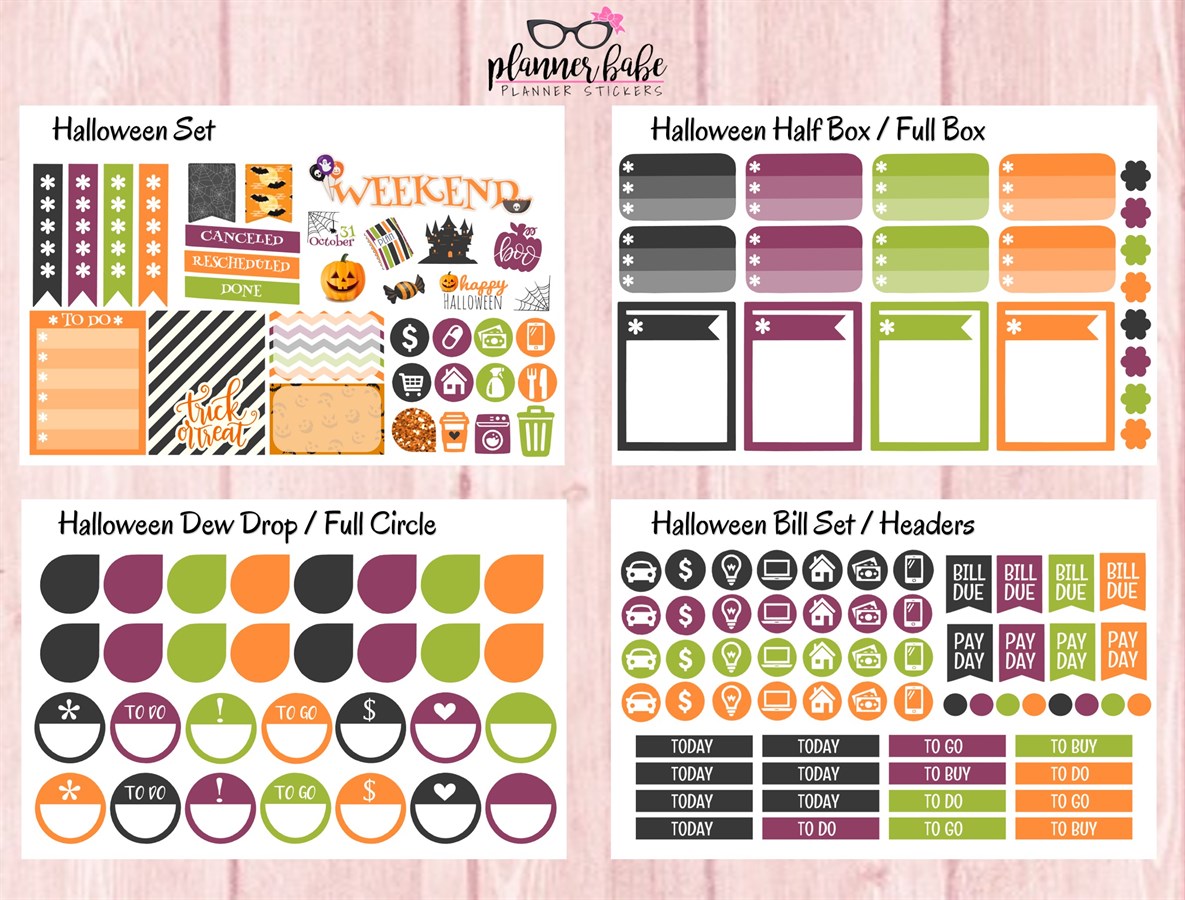 planner babe
PLANNER STICKERS
Halloween Set
WEEKEND
CANCELED
RESCHEDULED
DONE
31
October
PLAN
boo
happy
HALLOWEEN
TO DO
$
trick
or treat
Halloween Half Box / Full Box
Halloween Dew Drop / Full Circle
* TO DO ! TO GO $
* TO DO ! TO GO $
Halloween Bill Set / Headers
$
$
$
$
BILL DUE BILL DUE BILL DUE BILL DUE
PAY DAY PAY DAY PAY DAY PAY DAY
TODAY TODAY TO GO TO BUY
TODAY TODAY TO BUY TO DO
TODAY TODAY TO DO TO GO
TODAY TO DO TO GO TO BUY